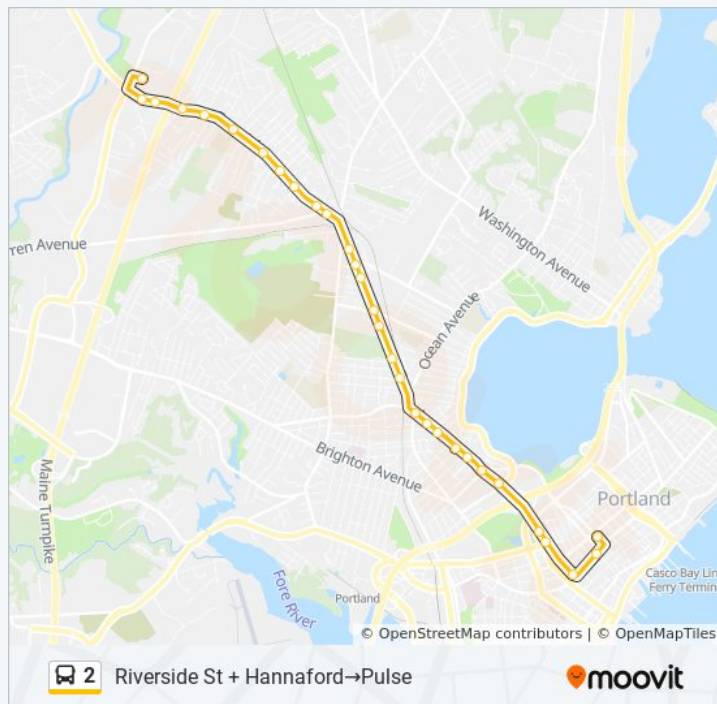 Washington Avenue
rren Avenue
Ocean Avenue
Brighton Avenue
Maine Turnpike
Portland
Fore River
Portland
Casco Bay Lin
Ferry Termin
© OpenStreetMap contributors | © OpenMapTiles
2 Riverside St + Hannaford→Pulse
moovit